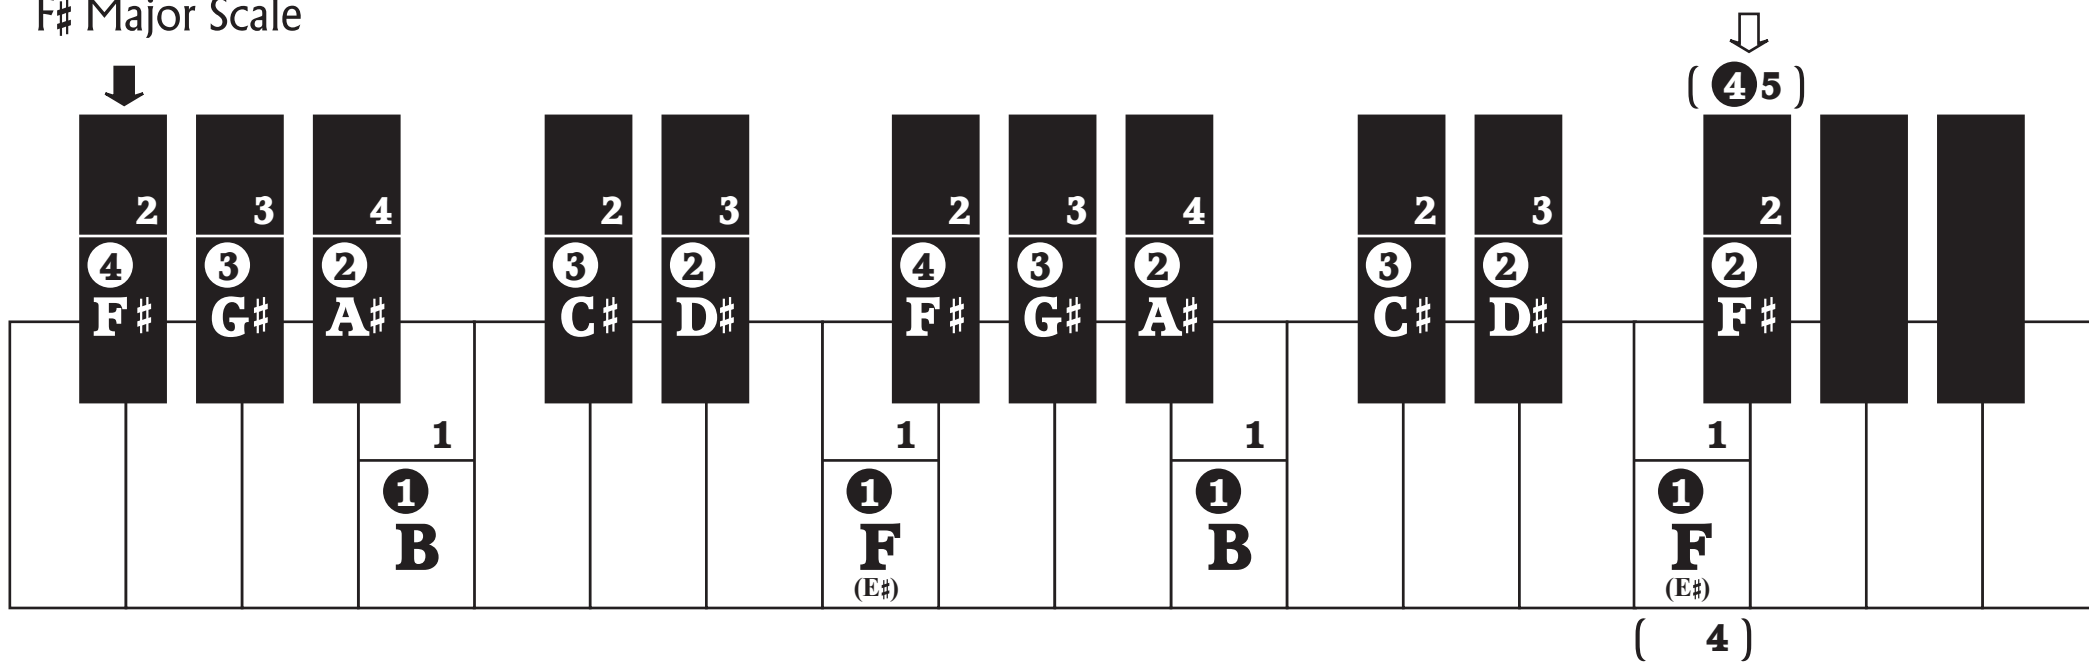 F♯ Major Scale
( 4 5 )
2 3 4 2 3 2 3 4 2 3 2
4 3 2 3 2 4 3 2 3 2 2
F♯ G♯ A♯ C♯ D♯ F♯ G♯ A♯ C♯ D♯ F♯
1 1 1 1
1 1 1 1
B F B F
(E♯) (E♯)
( 4 )